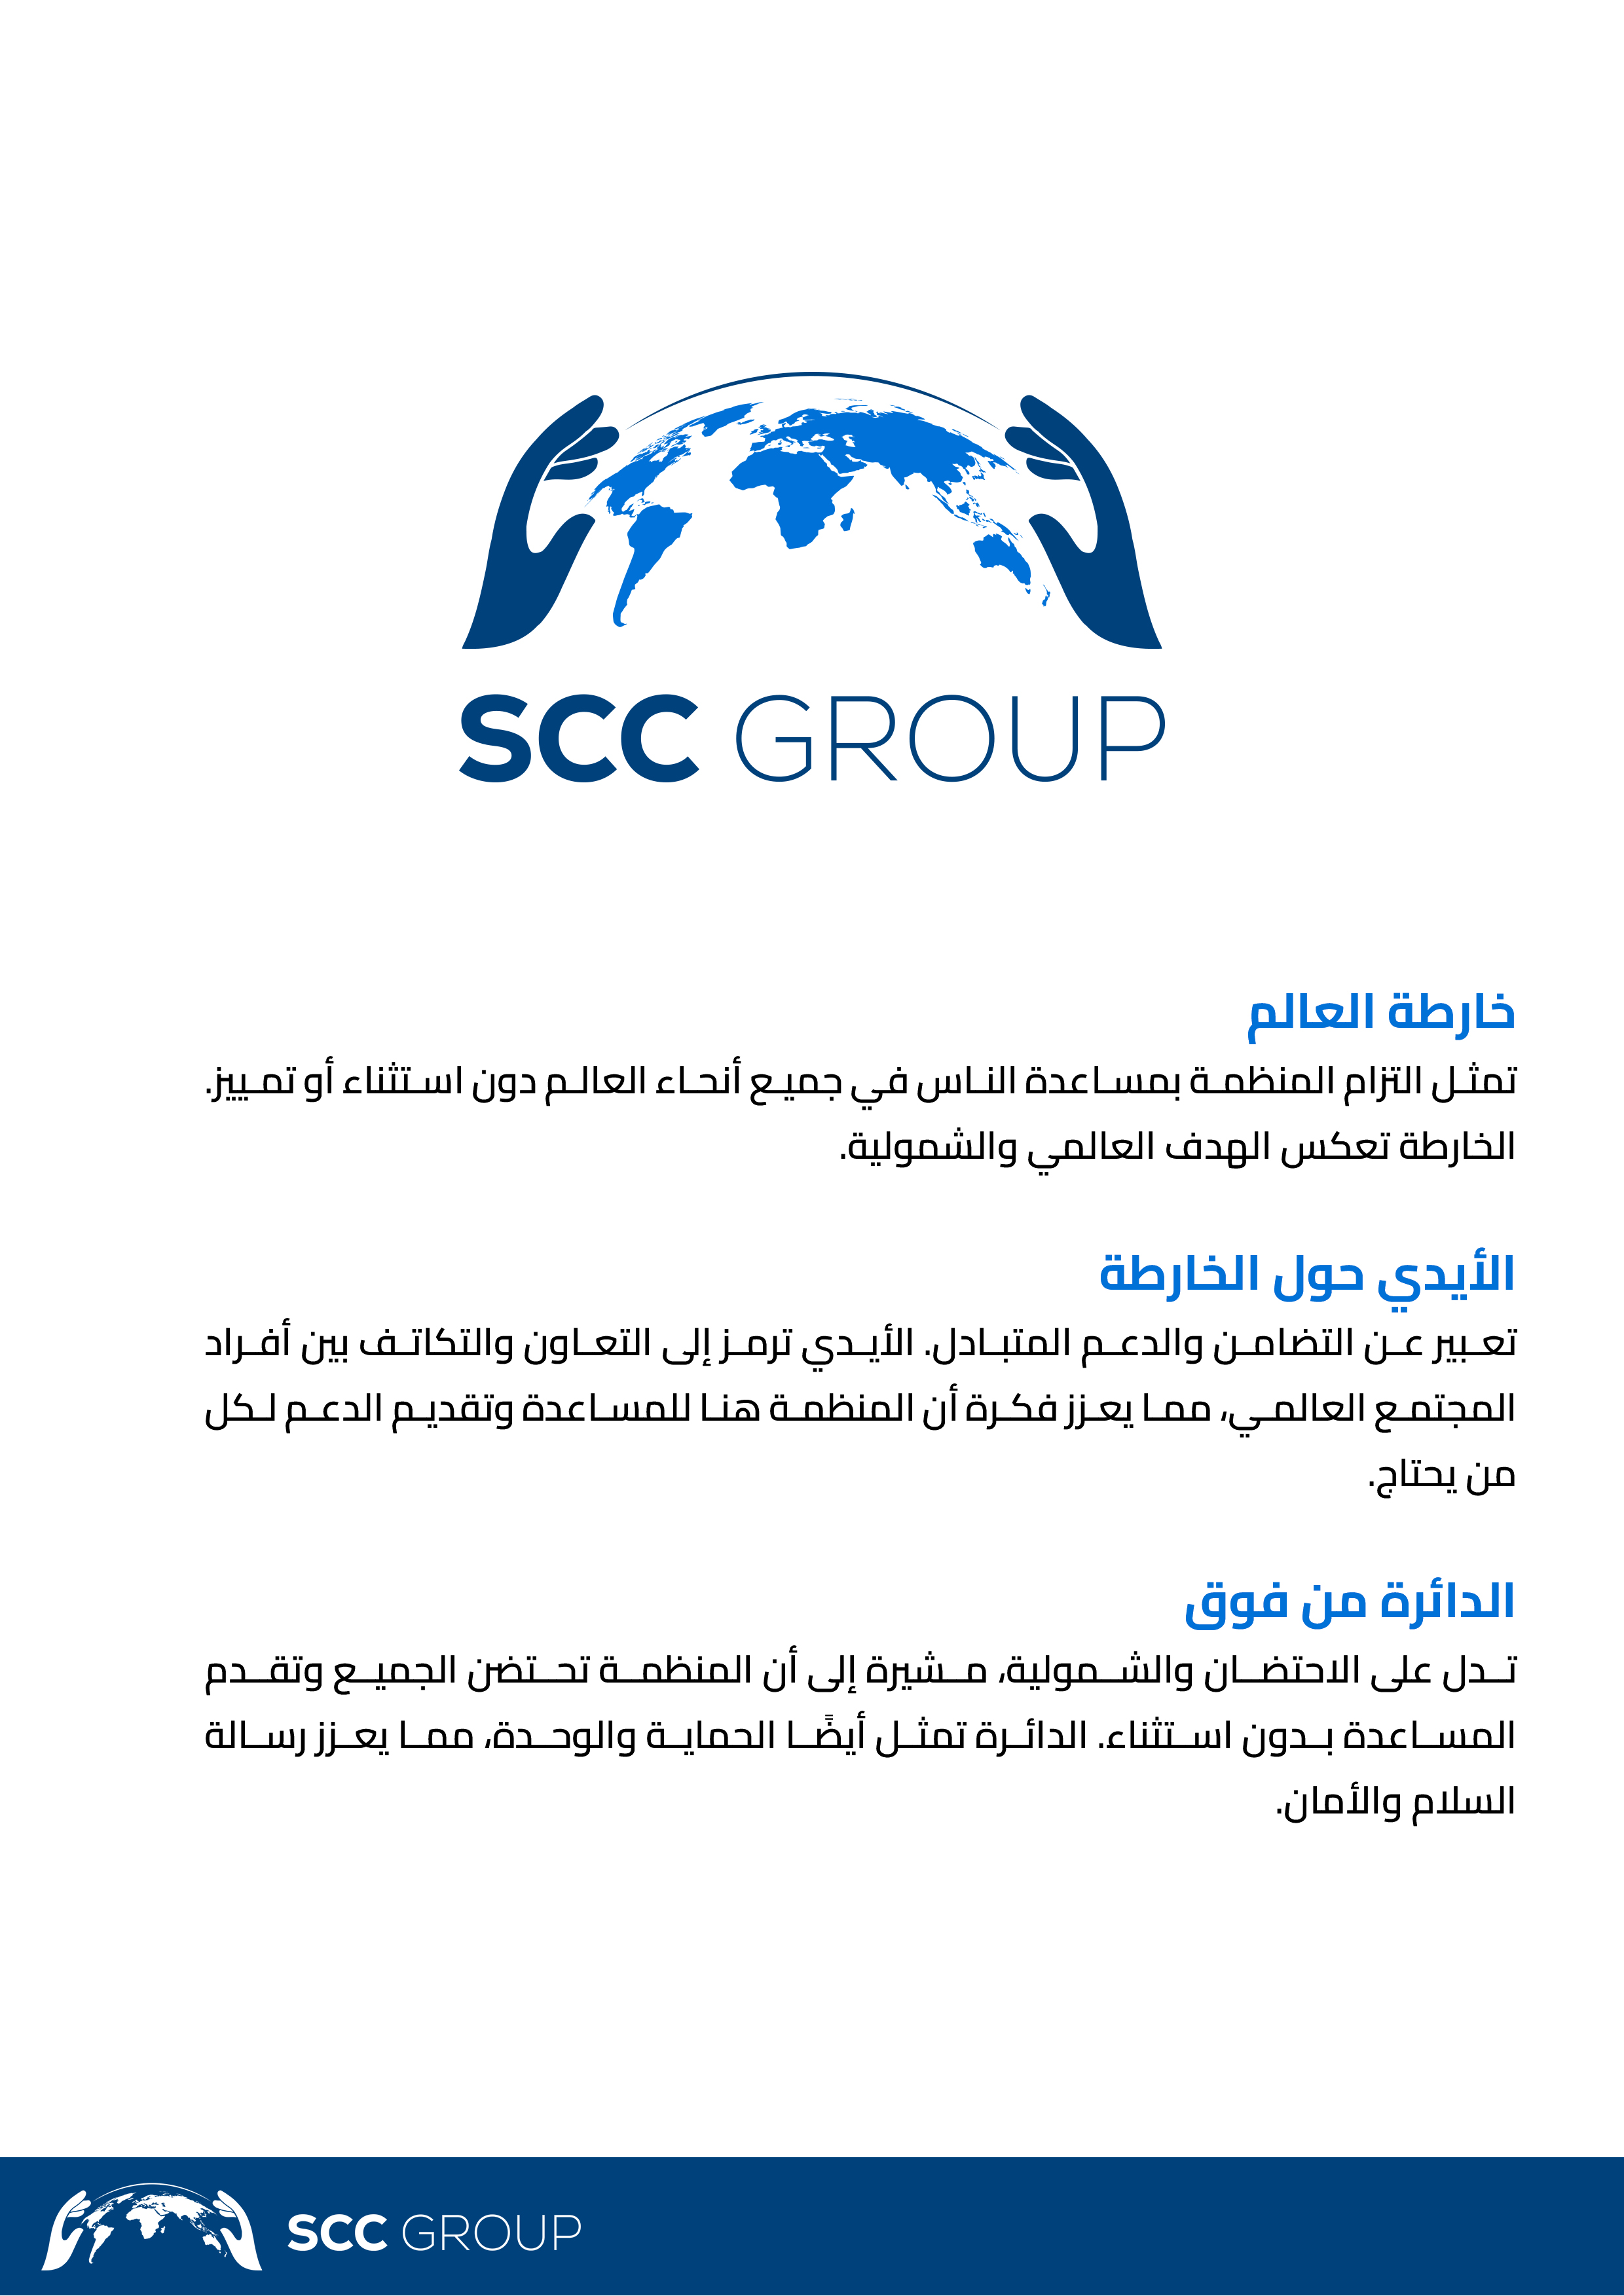 SCC GROUP
خارطة العالم
تمثل التزام المنظمة بمساعدة الناس في جميع أنحاء العالم دون استثناء أو تمييز.
الخارطة تعكس الهدف العالمي والشمولية.
الأيدي حول الخارطة
تعبير عن التضامن والدعم المتبادل. الأيدي ترمز إلى التعاون والتكاتف بين أفراد
المجتمع العالمي، مما يعزز فكرة أن المنظمة هنا للمساعدة وتقديم الدعم لكل
من يحتاج.
الدائرة من فوق
تدل على الاحتضان والشمولية، مشيرة إلى أن المنظمة تحتضن الجميع وتقدم
المساعدة بدون استثناء. الدائرة تمثل أيضًا الحماية والوحدة، مما يعزز رسالة
السلام والأمان.
SCC GROUP